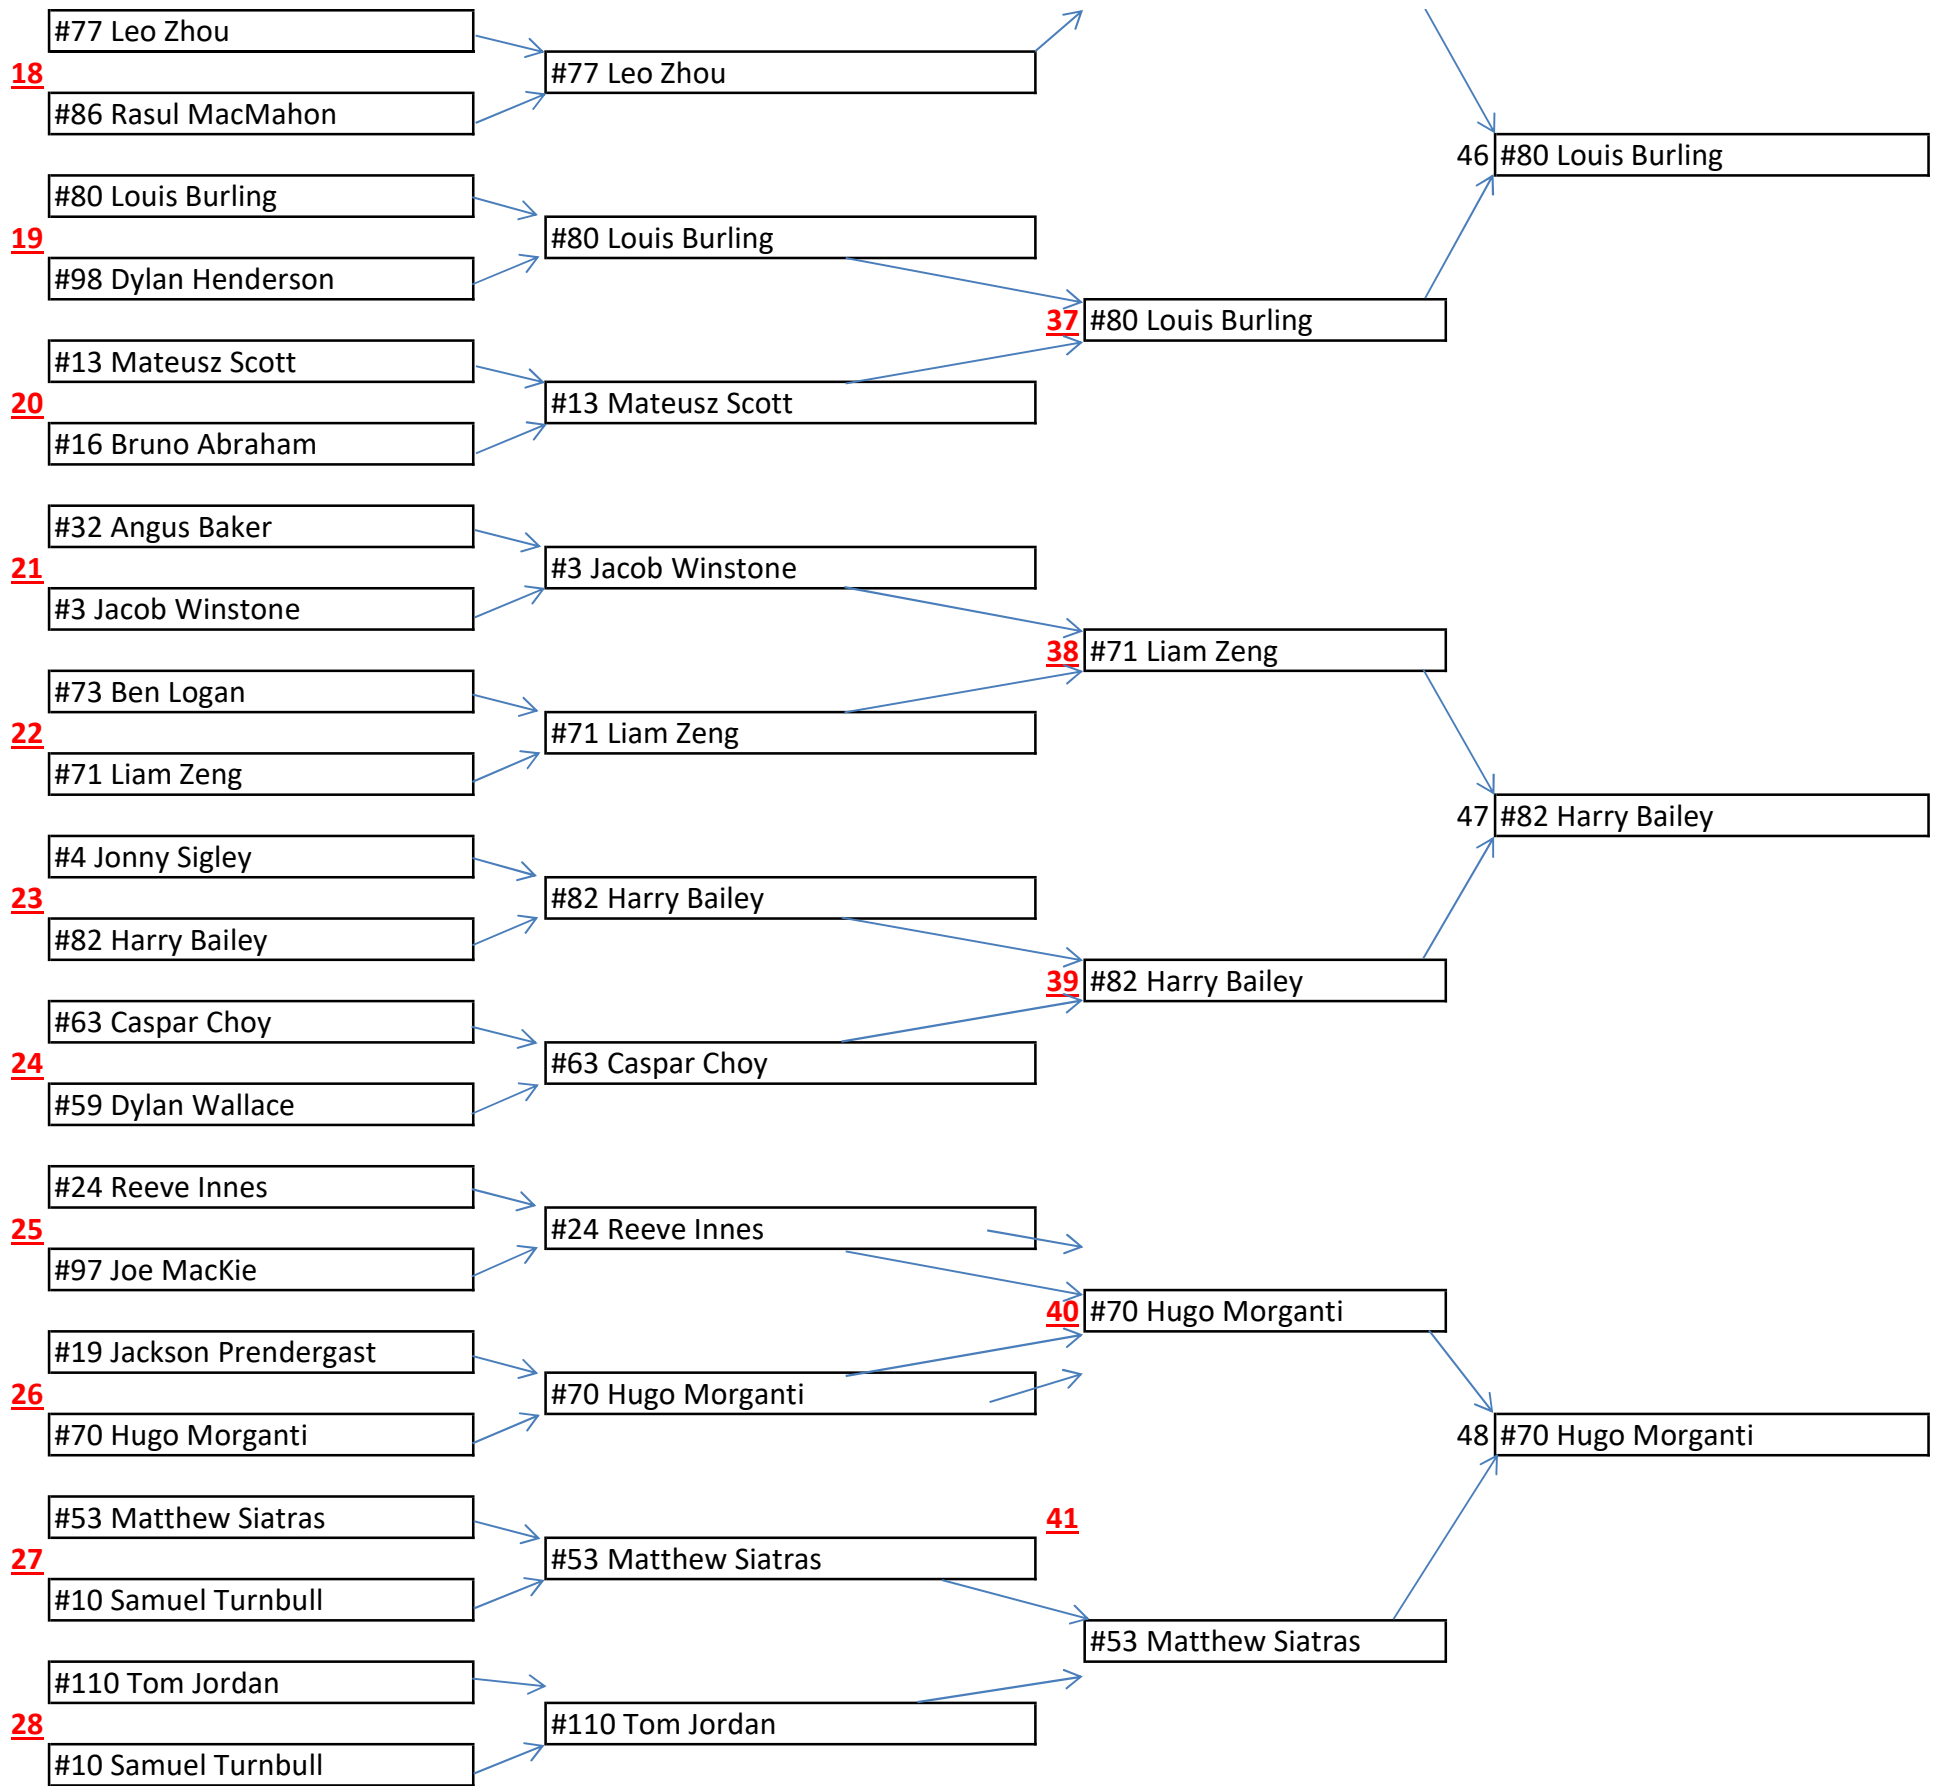 #77 Leo Zhou
18
#77 Leo Zhou
#86 Rasul MacMahon
46 #80 Louis Burling
#80 Louis Burling
19
#80 Louis Burling
#98 Dylan Henderson
37 #80 Louis Burling
#13 Mateusz Scott
20
#13 Mateusz Scott
#16 Bruno Abraham
#32 Angus Baker
21
#3 Jacob Winstone
#3 Jacob Winstone
38 #71 Liam Zeng
#73 Ben Logan
22
#71 Liam Zeng
#71 Liam Zeng
47 #82 Harry Bailey
#4 Jonny Sigley
23
#82 Harry Bailey
#82 Harry Bailey
39 #82 Harry Bailey
#63 Caspar Choy
24
#63 Caspar Choy
#59 Dylan Wallace
#24 Reeve Innes
25
#24 Reeve Innes
#97 Joe MacKie
40 #70 Hugo Morganti
#19 Jackson Prendergast
26
#70 Hugo Morganti
#70 Hugo Morganti
48 #70 Hugo Morganti
#53 Matthew Siatras
41
27
#53 Matthew Siatras
#10 Samuel Turnbull
#53 Matthew Siatras
#110 Tom Jordan
28
#110 Tom Jordan
#10 Samuel Turnbull